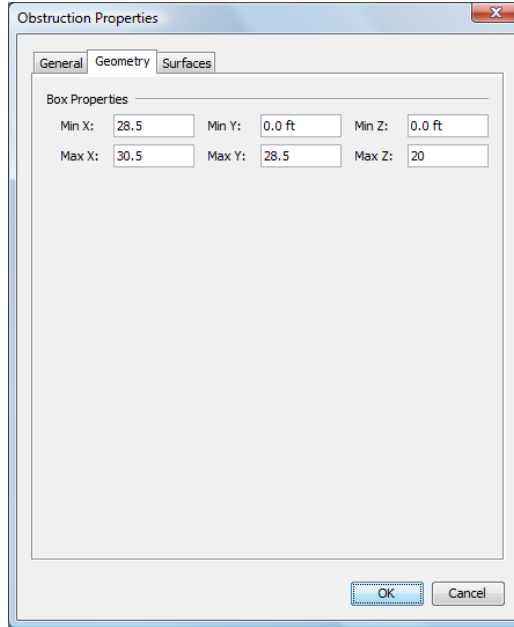 Obstruction Properties
General Geometry Surfaces
Box Properties
Min X: 28.5 Min Y: 0.0 ft Min Z: 0.0 ft
Max X: 30.5 Max Y: 28.5 Max Z: 20
OK Cancel